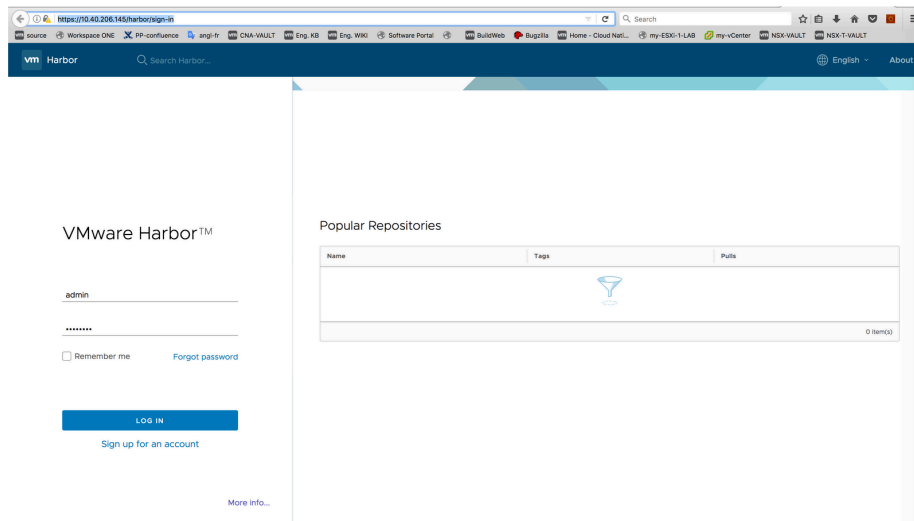 https://10.40.206.145/harbor/sign-in
Search
source Workspace ONE PP-confluence angl-fr CNA-VAULT Eng. KB Eng. WIKI Software Portal BuildWeb Bugzilla Home - Cloud Nati... my-ESXi-1-LAB my-vCenter NSX-VAULT NSX-T-VAULT
vm Harbor Search Harbor... English About
VMware Harbor™
admin
••••••••
Remember me Forgot password
LOG IN
Sign up for an account
More info...
Popular Repositories
Name Tags Pulls
0 item(s)